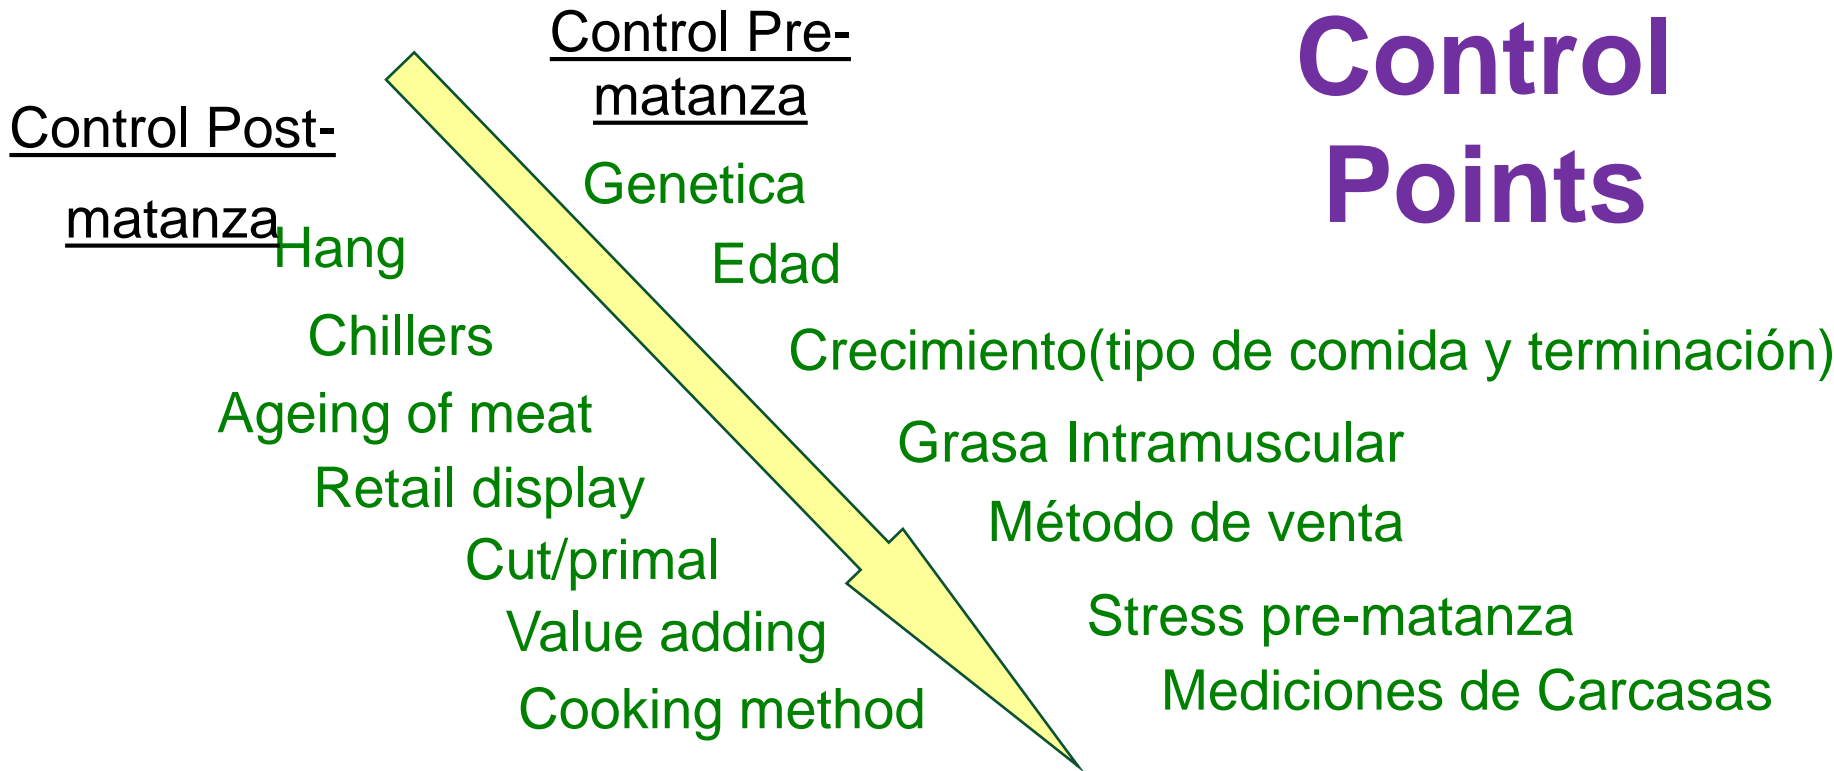 Control
Points
Control Pre-
matanza
Genetica
Edad
Crecimiento(tipo de comida y terminación)
Grasa Intramuscular
Método de venta
Stress pre-matanza
Mediciones de Carcasas
Control Post-
matanza
Hang
Chillers
Ageing of meat
Retail display
Cut/primal
Value adding
Cooking method